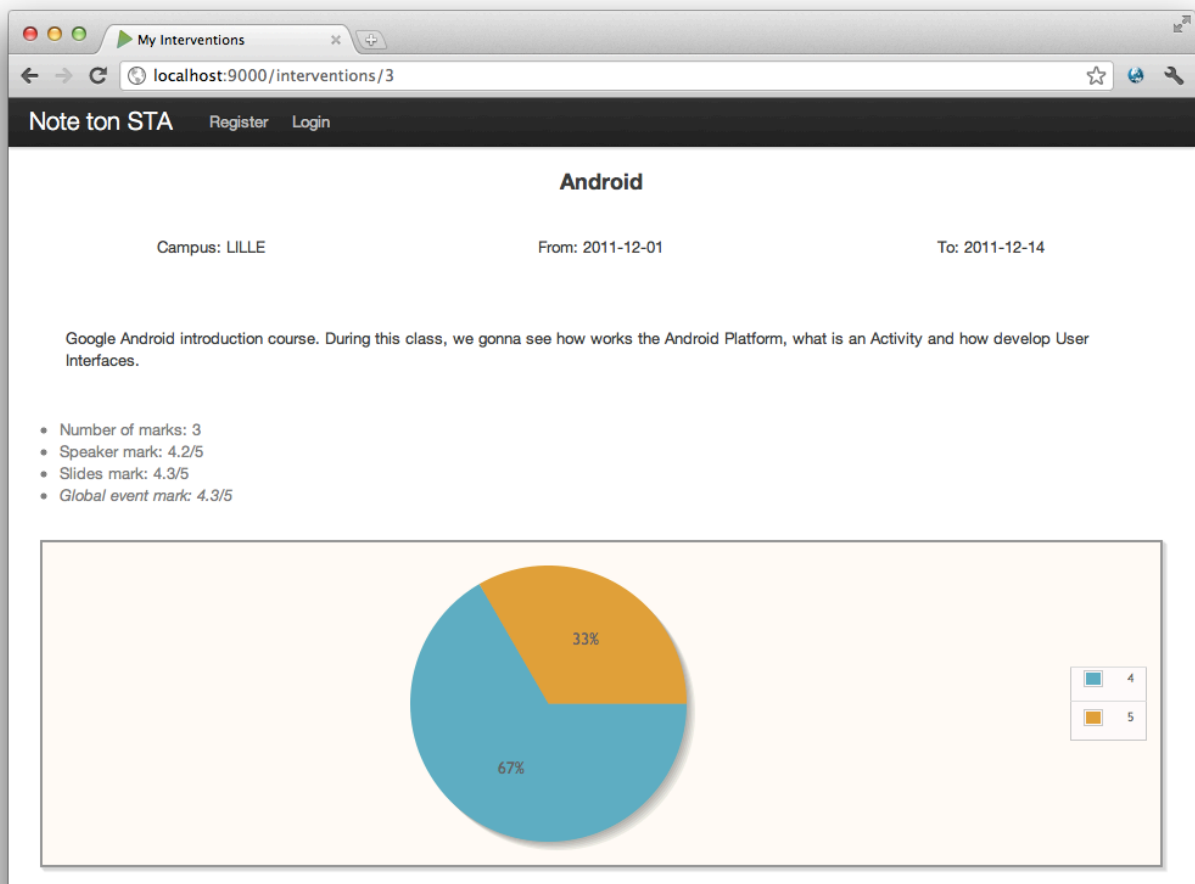 My Interventions
localhost:9000/interventions/3
Note ton STA Register Login
Android
Campus: LILLE From: 2011-12-01 To: 2011-12-14
Google Android introduction course. During this class, we gonna see how works the Android Platform, what is an Activity and how develop User
Interfaces.
Number of marks: 3
Speaker mark: 4.2/5
Slides mark: 4.3/5
Global event mark: 4.3/5
33%
67%
4
5